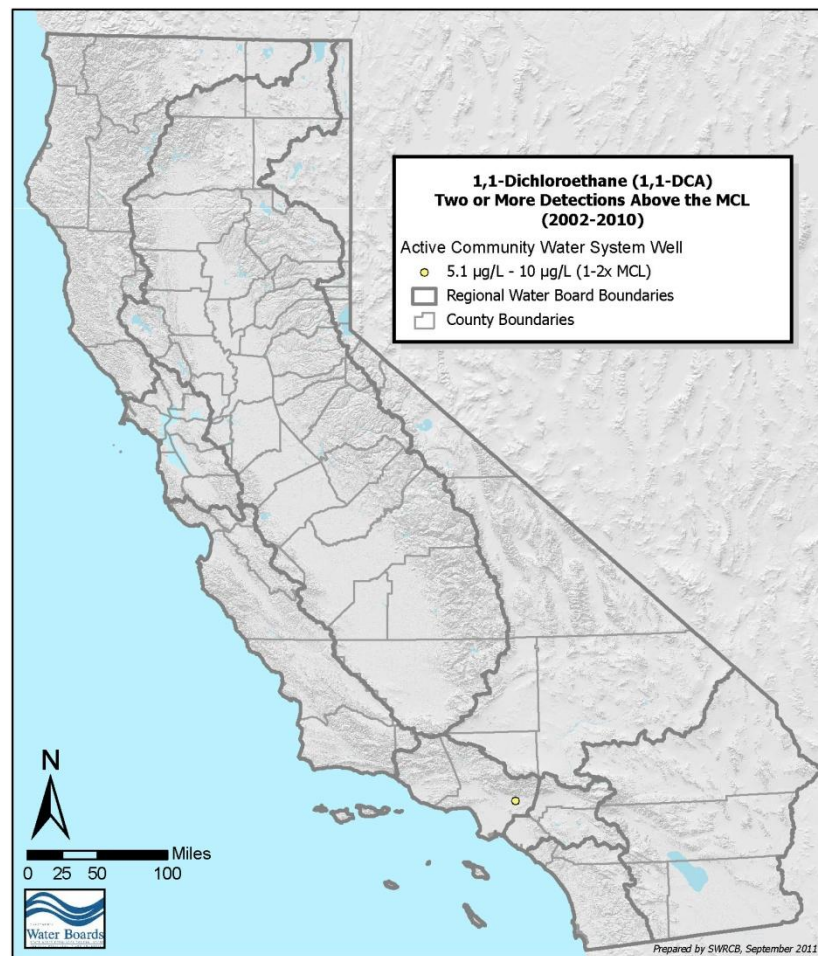 1,1-Dichloroethane (1,1-DCA)
Two or More Detections Above the MCL
(2002-2010)
Active Community Water System Well
5.1 µg/L - 10 µg/L (1-2x MCL)
Regional Water Board Boundaries
County Boundaries
N
Miles
0 25 50 100
Water Boards
Prepared by SWRCB, September 2011